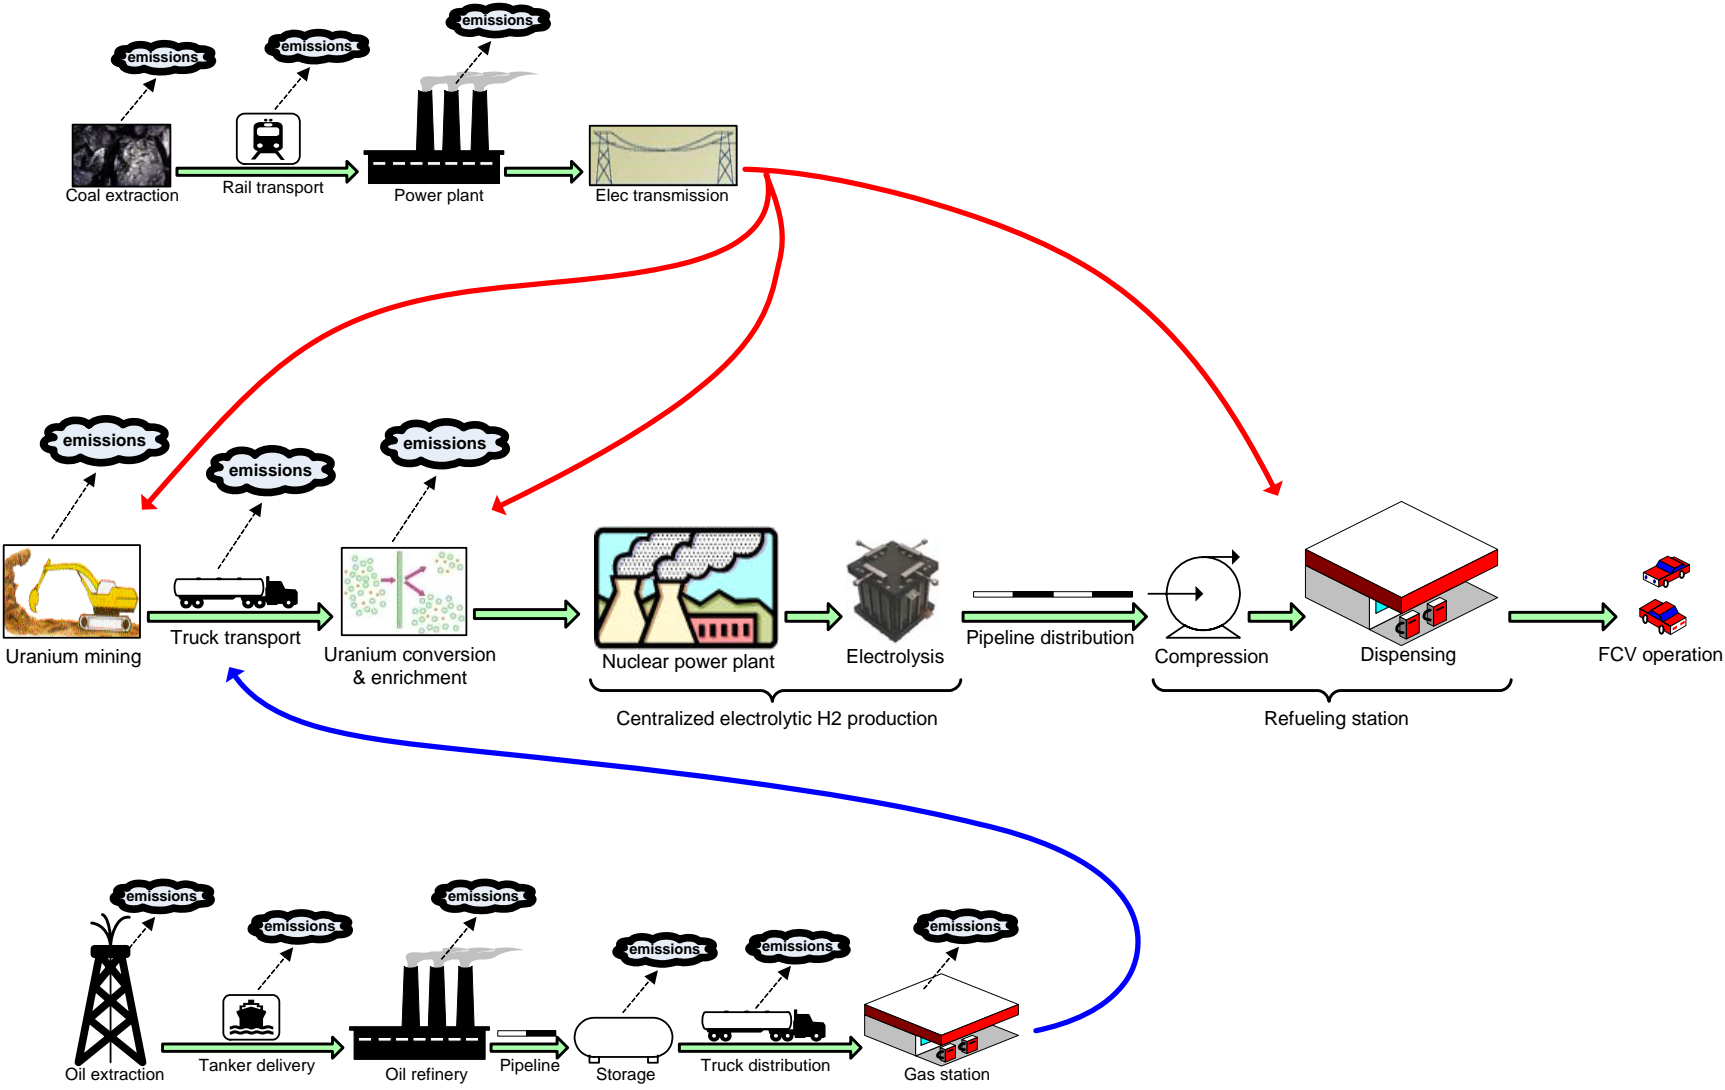 emissions
emissions
emissions
Coal extraction
Rail transport
Power plant
Elec transmission
emissions
emissions
emissions
Uranium mining
Truck transport
Uranium conversion
& enrichment
Nuclear power plant
Electrolysis
Pipeline distribution
Compression
Dispensing
FCV operation
Centralized electrolytic H2 production
Refueling station
emissions
emissions
emissions
emissions
emissions
emissions
Oil extraction
Tanker delivery
Oil refinery
Pipeline
Storage
Truck distribution
Gas station